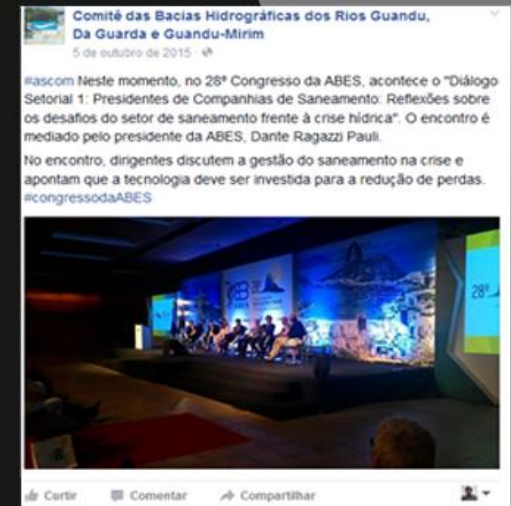 Comitê das Bacias Hidrográficas dos Rios Guandu,
Da Guarda e Guandu-Mirim
5 de outubro de 2015 ·
#ascom Neste momento, no 28º Congresso da ABES, acontece o "Diálogo
Setorial 1: Presidentes de Companhias de Saneamento: Reflexões sobre
os desafios do setor de saneamento frente à crise hídrica". O encontro é
mediado pelo presidente da ABES, Dante Ragazzi Pauli.
No encontro, dirigentes discutem a gestão do saneamento na crise e
apontam que a tecnologia deve ser investida para a redução de perdas.
#congressodaABES
28º
Curtir Comentar Compartilhar